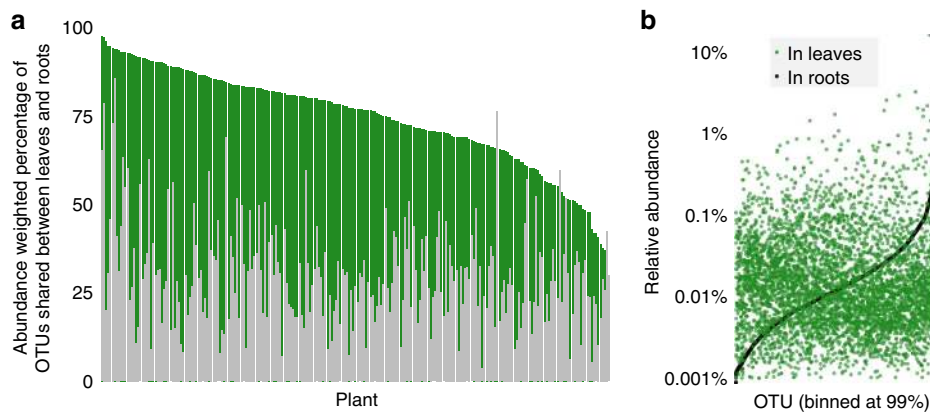 a
Abundance weighted percentage of
OTUs shared between leaves and roots
100
75
50
25
0
Plant
b
Relative abundance
10%
1%
0.1%
0.01%
0.001%
In leaves
In roots
OTU (binned at 99%)